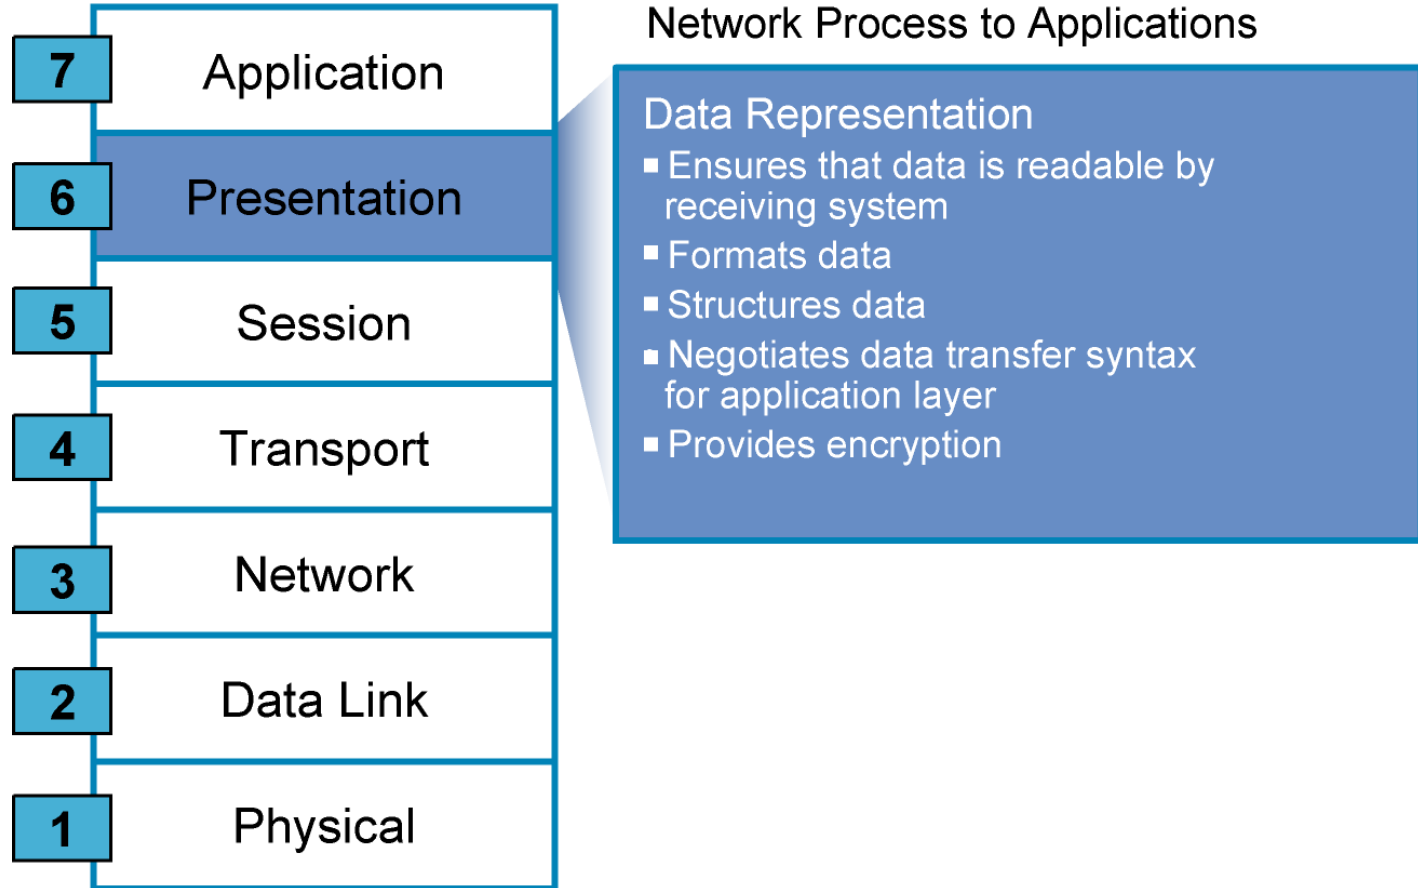 7
Application
6
Presentation
5
Session
4
Transport
3
Network
2
Data Link
1
Physical
Network Process to Applications
Data Representation
▪ Ensures that data is readable by
receiving system
▪ Formats data
▪ Structures data
▪ Negotiates data transfer syntax
for application layer
▪ Provides encryption